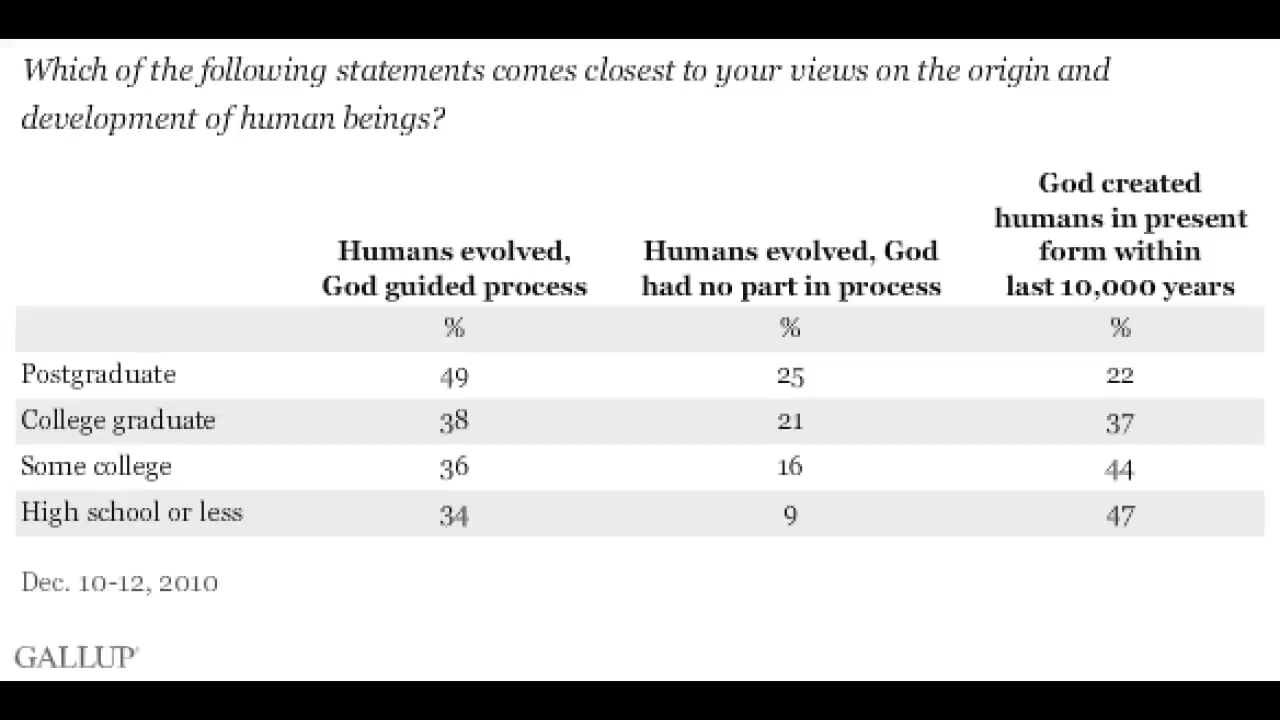 Which of the following statements comes closest to your views on the origin and
development of human beings?
God created
humans in present
Humans evolved, Humans evolved, God form within
God guided process had no part in process last 10,000 years
% % %
Postgraduate 49 25 22
College graduate 38 21 37
Some college 36 16 44
High school or less 34 9 47
Dec. 10-12, 2010
GALLUP